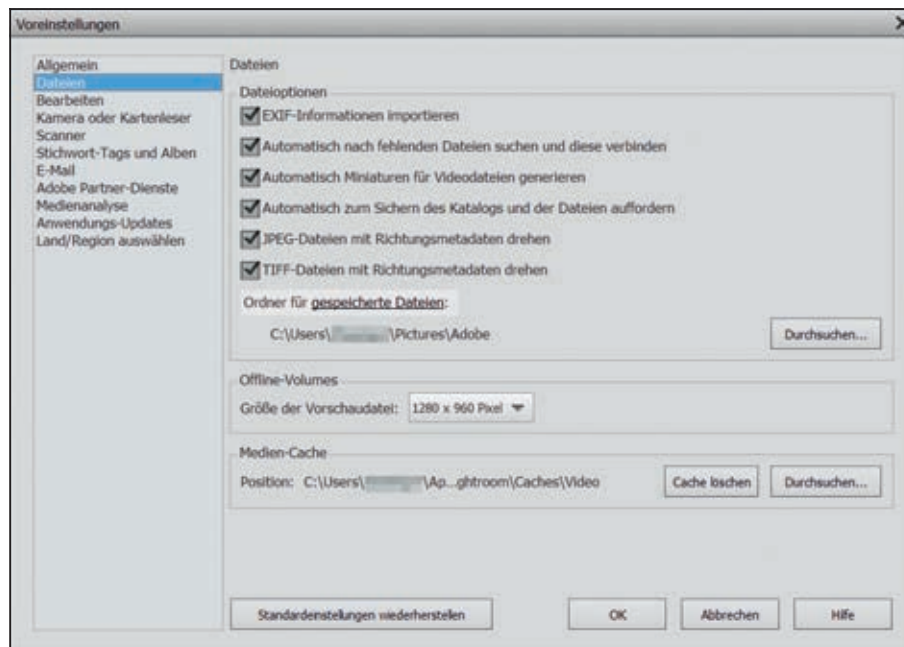 Voreinstellungen
Allgemein
Dateien
Bearbeiten
Kamera oder Kartenleser
Scanner
Stichwort-Tags und Alben
E-Mail
Adobe Partner-Dienste
Medienanalyse
Anwendungs-Updates
Land/Region auswählen
Dateien
Dateioptionen
EXIF-Informationen importieren
Automatisch nach fehlenden Dateien suchen und diese verbinden
Automatisch Miniaturen für Videodateien generieren
Automatisch zum Sichern des Katalogs und der Dateien auffordern
JPEG-Dateien mit Richtungsmetadaten drehen
TIFF-Dateien mit Richtungsmetadaten drehen
Ordner für gespeicherte Dateien:
C:\Users\ \Pictures\Adobe
Durchsuchen...
Offline-Volumes
Größe der Vorschaudatei: 1280 x 960 Pixel
Medien-Cache
Position: C:\Users\ \Ap...ghtroom\Caches\Video
Cache löschen
Durchsuchen...
Standardeinstellungen wiederherstellen
OK
Abbrechen
Hilfe